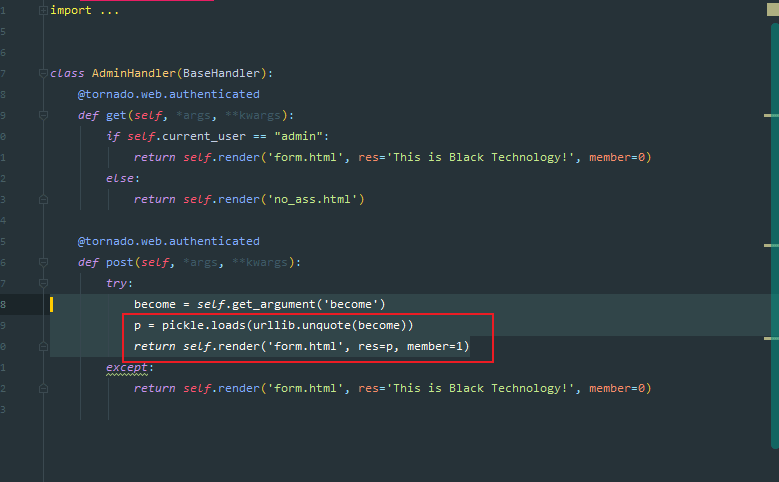 1 import ...
5
6
7 class AdminHandler(BaseHandler):
8 @tornado.web.authenticated
9 def get(self, *args, **kwargs):
0 if self.current_user == "admin":
1 return self.render('form.html', res='This is Black Technology!', member=0)
2 else:
3 return self.render('no_ass.html')
4
5 @tornado.web.authenticated
6 def post(self, *args, **kwargs):
7 try:
8 become = self.get_argument('become')
9 p = pickle.loads(urllib.unquote(become))
0 return self.render('form.html', res=p, member=1)
1 except:
2 return self.render('form.html', res='This is Black Technology!', member=0)
3